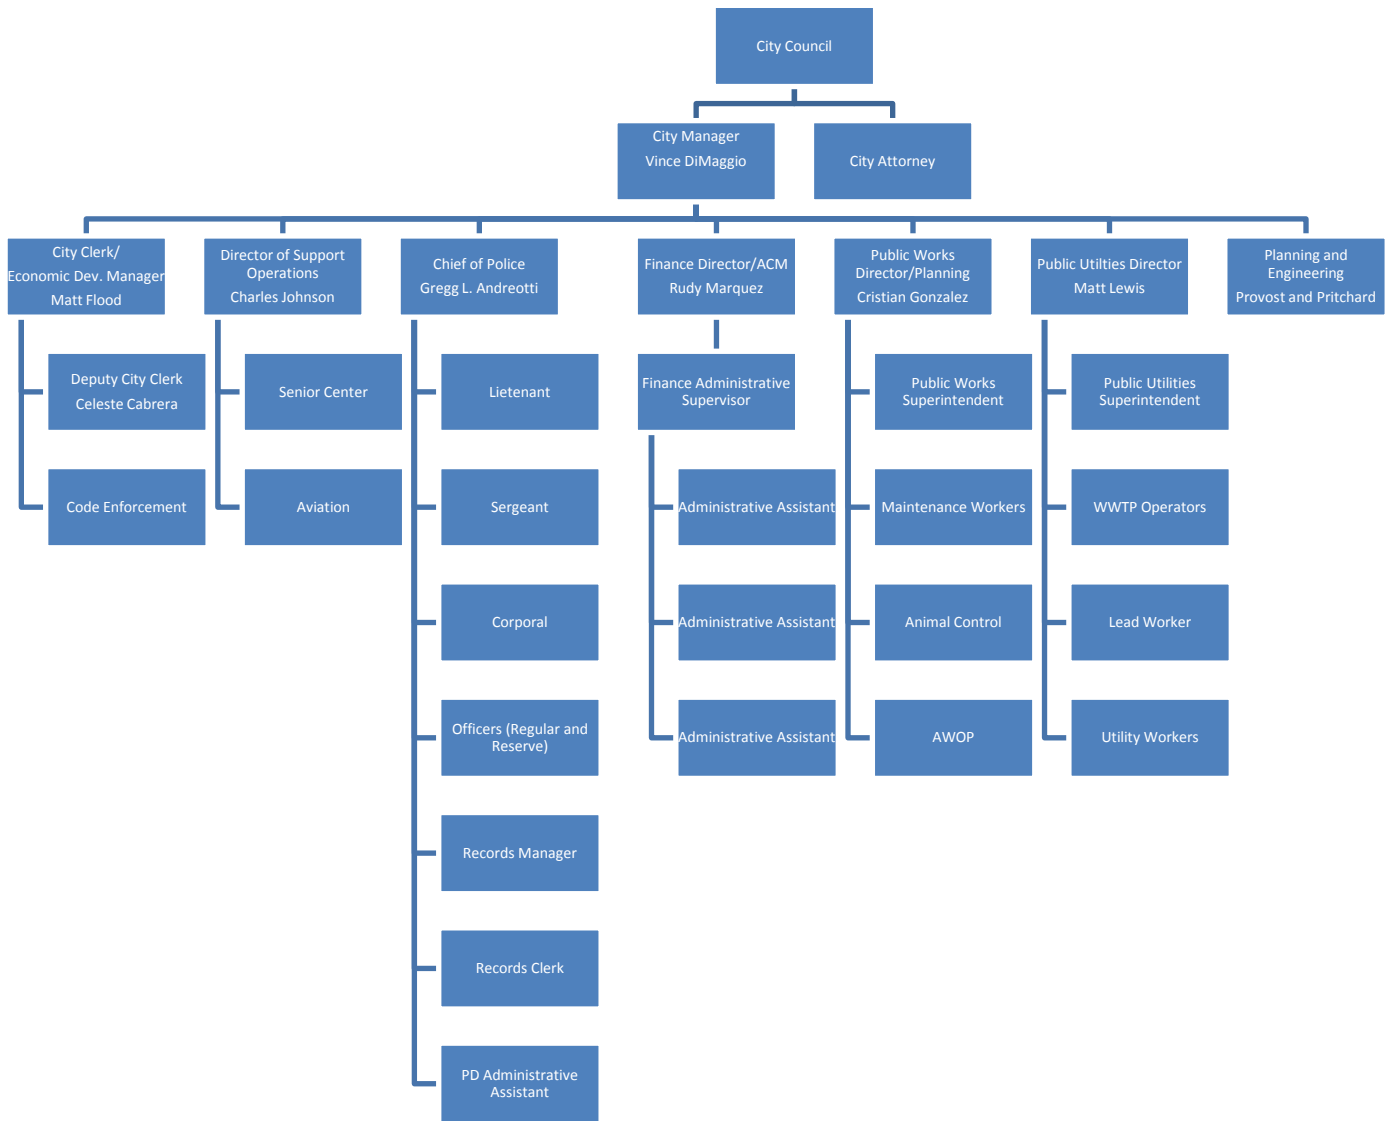 City Council
City Manager
Vince DiMaggio
City Attorney
City Clerk/
Economic Dev. Manager
Matt Flood
Director of Support
Operations
Charles Johnson
Chief of Police
Gregg L. Andreotti
Finance Director/ACM
Rudy Marquez
Public Works
Director/Planning
Cristian Gonzalez
Public Utilties Director
Matt Lewis
Planning and
Engineering
Provost and Pritchard
Deputy City Clerk
Celeste Cabrera
Senior Center
Lietenant
Finance Administrative
Supervisor
Public Works
Superintendent
Public Utilities
Superintendent
Code Enforcement
Aviation
Sergeant
Administrative Assistant
Maintenance Workers
WWTP Operators
Corporal
Administrative Assistant
Animal Control
Lead Worker
Officers (Regular and
Reserve)
Administrative Assistant
AWOP
Utility Workers
Records Manager
Records Clerk
PD Administrative
Assistant